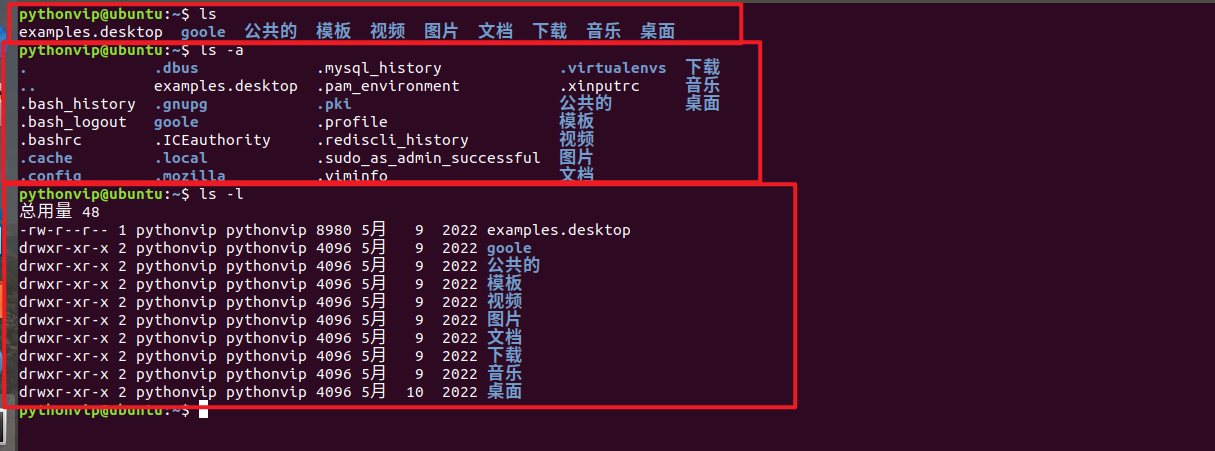 pythonvip@ubuntu:~$ ls
examples.desktop goole 公共的 模板 视频 图片 文档 下载 音乐 桌面
pythonvip@ubuntu:~$ ls -a
. .dbus .mysql_history .virtualenvs 下载
.. examples.desktop .pam_environment .xinputrc 音乐
.bash_history .gnupg .pki 公共的 桌面
.bash_logout goole .profile 模板
.bashrc .ICEauthority .rediscli_history 视频
.cache .local .sudo_as_admin_successful 图片
.config .mozilla .viminfo 文档
pythonvip@ubuntu:~$ ls -l
总用量 48
-rw-r--r-- 1 pythonvip pythonvip 8980 5月 9 2022 examples.desktop
drwxr-xr-x 2 pythonvip pythonvip 4096 5月 9 2022 goole
drwxr-xr-x 2 pythonvip pythonvip 4096 5月 9 2022 公共的
drwxr-xr-x 2 pythonvip pythonvip 4096 5月 9 2022 模板
drwxr-xr-x 2 pythonvip pythonvip 4096 5月 9 2022 视频
drwxr-xr-x 2 pythonvip pythonvip 4096 5月 9 2022 图片
drwxr-xr-x 2 pythonvip pythonvip 4096 5月 9 2022 文档
drwxr-xr-x 2 pythonvip pythonvip 4096 5月 9 2022 下载
drwxr-xr-x 2 pythonvip pythonvip 4096 5月 9 2022 音乐
drwxr-xr-x 2 pythonvip pythonvip 4096 5月 10 2022 桌面
pythonvip@ubuntu:~$